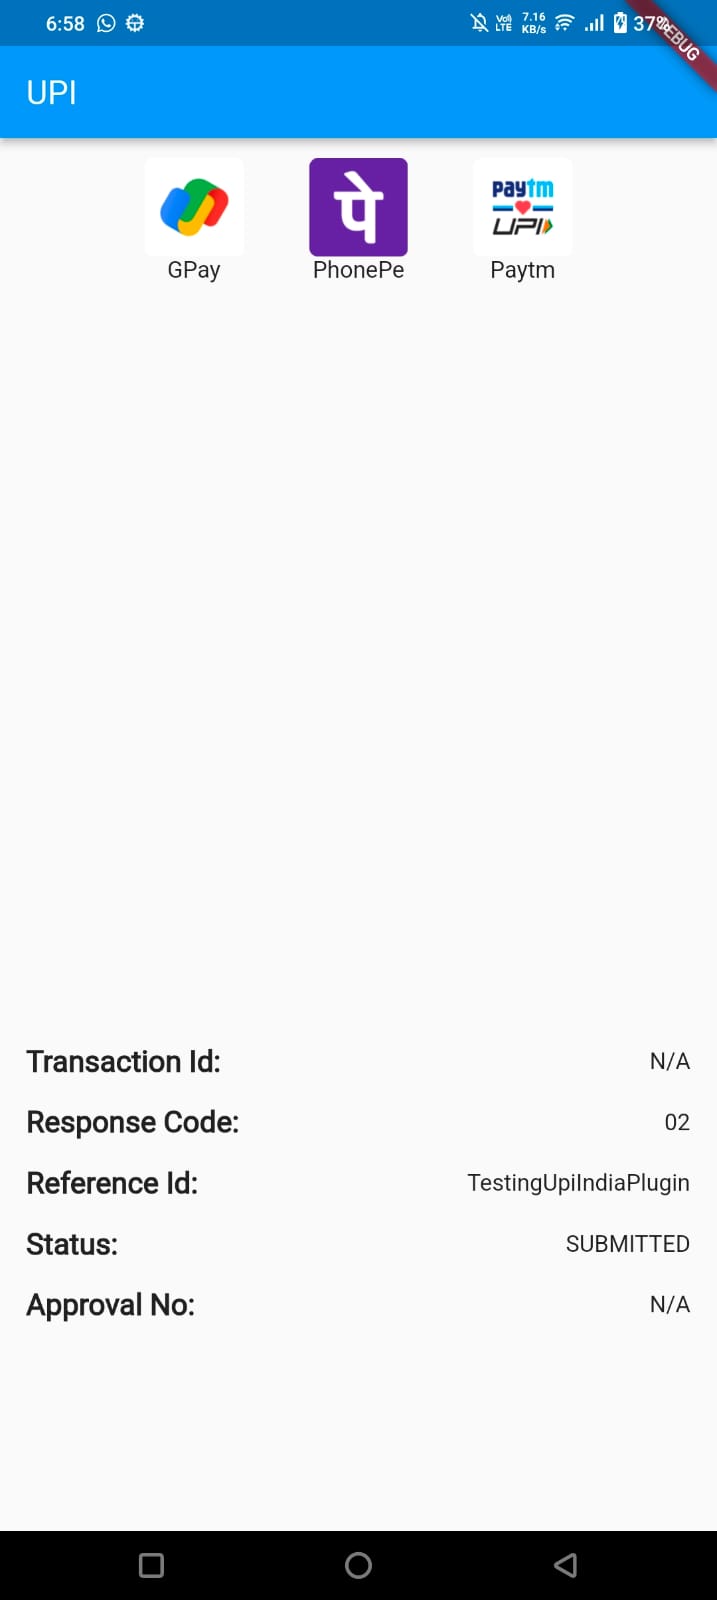 6:58 VoD LTE 7.16 KB/s 37%
DEBUG
UPI
पे
paytm
UPI
GPay PhonePe Paytm
Transaction Id: N/A
Response Code: 02
Reference Id: TestingUpiIndiaPlugin
Status: SUBMITTED
Approval No: N/A